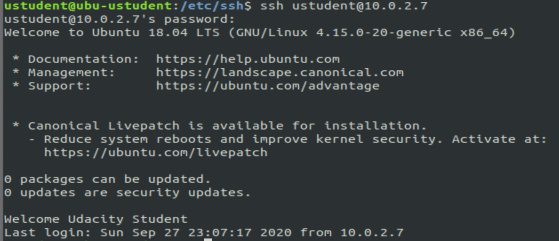 ustudent@ubu-ustudent:/etc/ssh$ ssh ustudent@10.0.2.7
ustudent@10.0.2.7's password:
Welcome to Ubuntu 18.04 LTS (GNU/Linux 4.15.0-20-generic x86_64)
* Documentation:  https://help.ubuntu.com
* Management:     https://landscape.canonical.com
* Support:        https://ubuntu.com/advantage
* Canonical Livepatch is available for installation.
- Reduce system reboots and improve kernel security. Activate at:
https://ubuntu.com/livepatch
0 packages can be updated.
0 updates are security updates.
Welcome Udacity Student
Last login: Sun Sep 27 23:07:17 2020 from 10.0.2.7